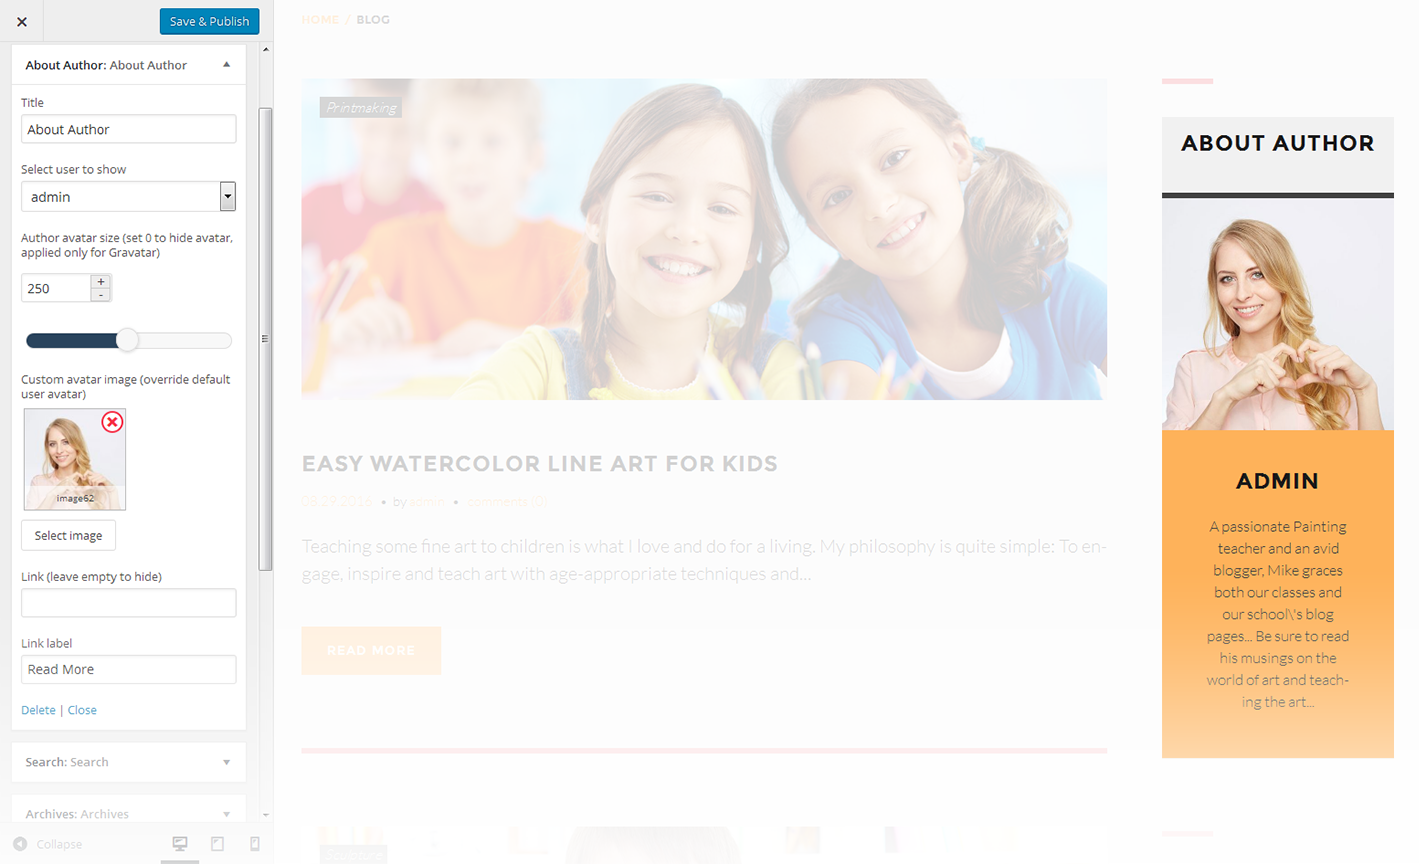 Save & Publish
About Author: About Author
Title
About Author
Select user to show
admin
Author avatar size (set 0 to hide avatar,
applied only for Gravatar)
250
+
-
Custom avatar image (override default
user avatar)
image62
Select image
Link (leave empty to hide)
Link label
Read More
Delete | Close
Search: Search
Archives: Archives
Collapse
HOME / BLOG
Printmaking
EASY WATERCOLOR LINE ART FOR KIDS
08.29.2016 • by admin • comments (0)
Teaching some fine art to children is what I love and do for a living. My philosophy is quite simple: To en-
gage, inspire and teach art with age-appropriate techniques and...
READ MORE
Sculpture
ABOUT AUTHOR
ADMIN
A passionate Painting
teacher and an avid
blogger, Mike graces
both our classes and
our school\'s blog
pages... Be sure to read
his musings on the
world of art and teach-
ing the art...